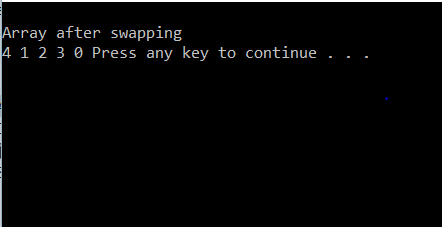 Array after swapping
4 1 2 3 0 Press any key to continue . . .